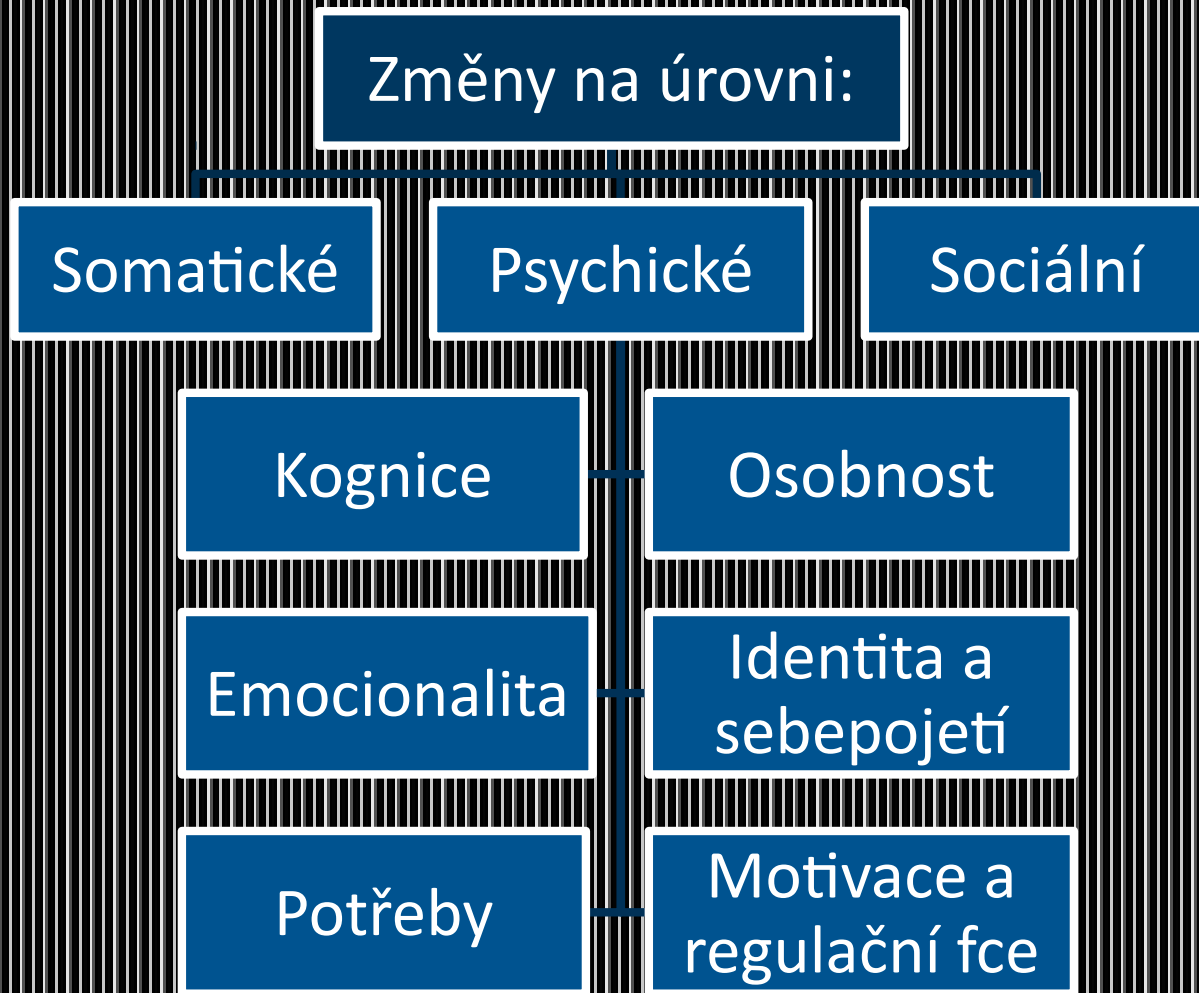 Změny na úrovni:
Somatické
Psychické
Sociální
Kognice
Osobnost
Emocionalita
Identita a
sebepojetí
Potřeby
Motivace a
regulační fce